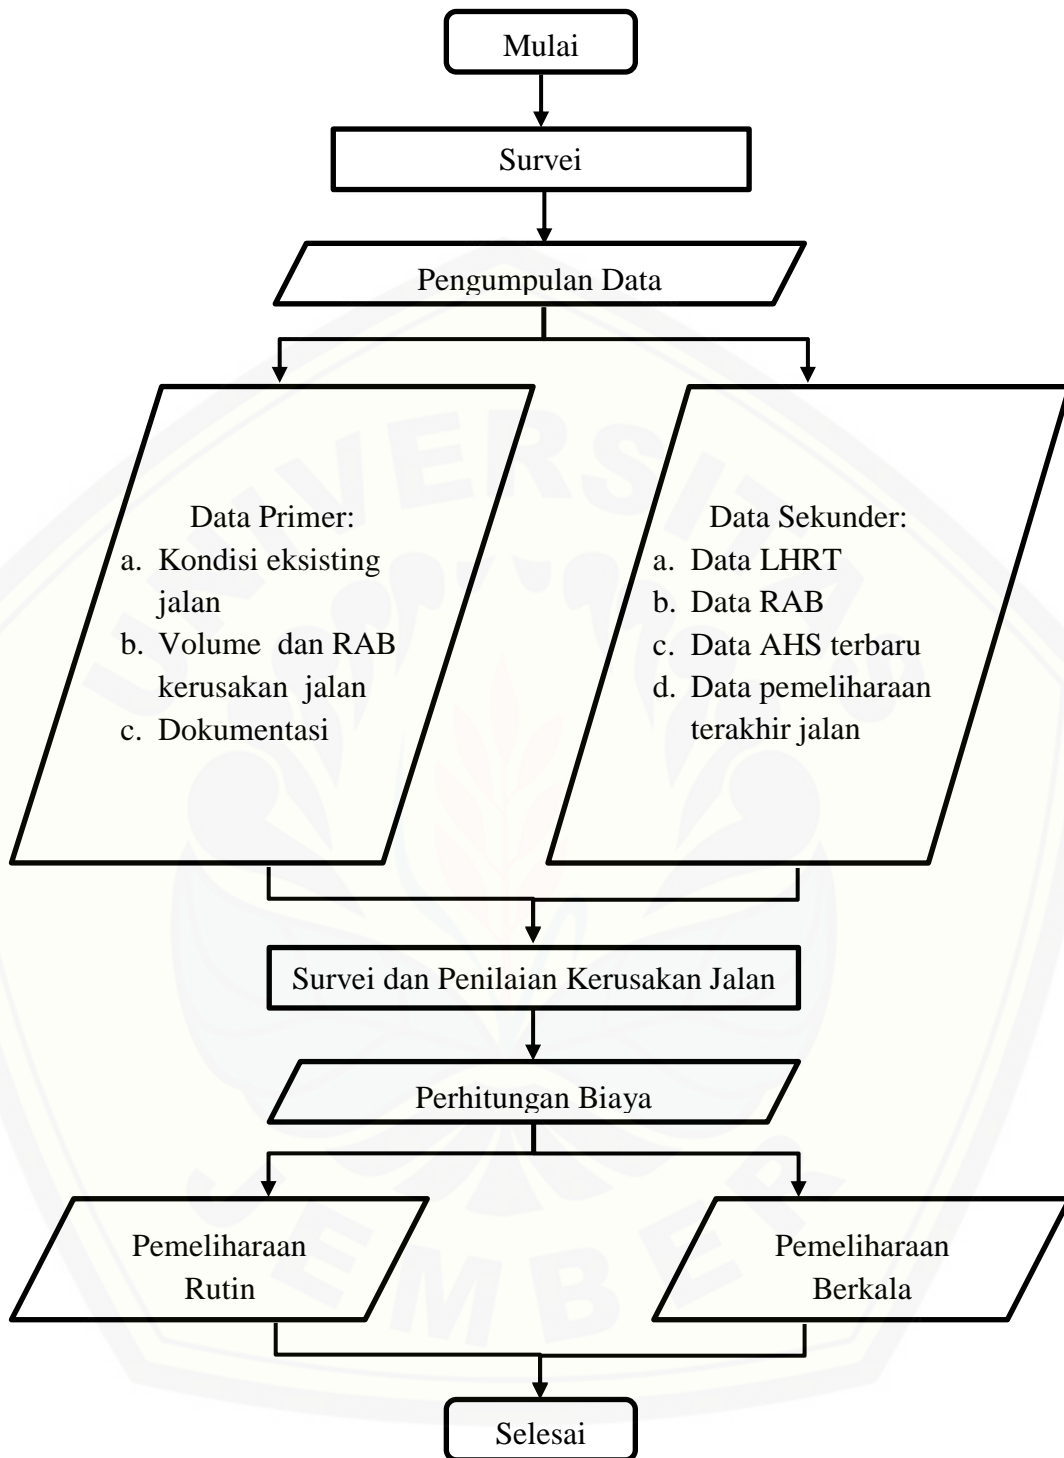 Mulai
Survei
Pengumpulan Data
Data Primer:
a. Kondisi eksisting
jalan
b. Volume dan RAB
kerusakan jalan
c. Dokumentasi
Data Sekunder:
a. Data LHRT
b. Data RAB
c. Data AHS terbaru
d. Data pemeliharaan
terakhir jalan
Survei dan Penilaian Kerusakan Jalan
Perhitungan Biaya
Pemeliharaan
Rutin
Pemeliharaan
Berkala
Selesai
UNIVERSITAS
JEMBER